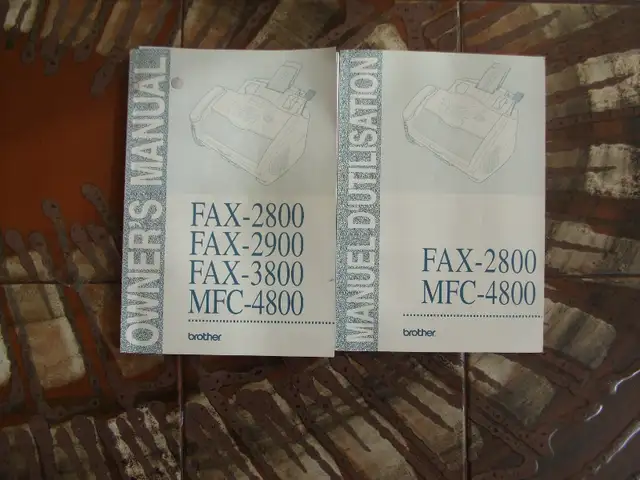 OWNER'S MANUAL
FAX-2800
FAX-2900
FAX-3800
MFC-4800
brother
MANUEL D'UTILISATION
FAX-2800
MFC-4800
brother